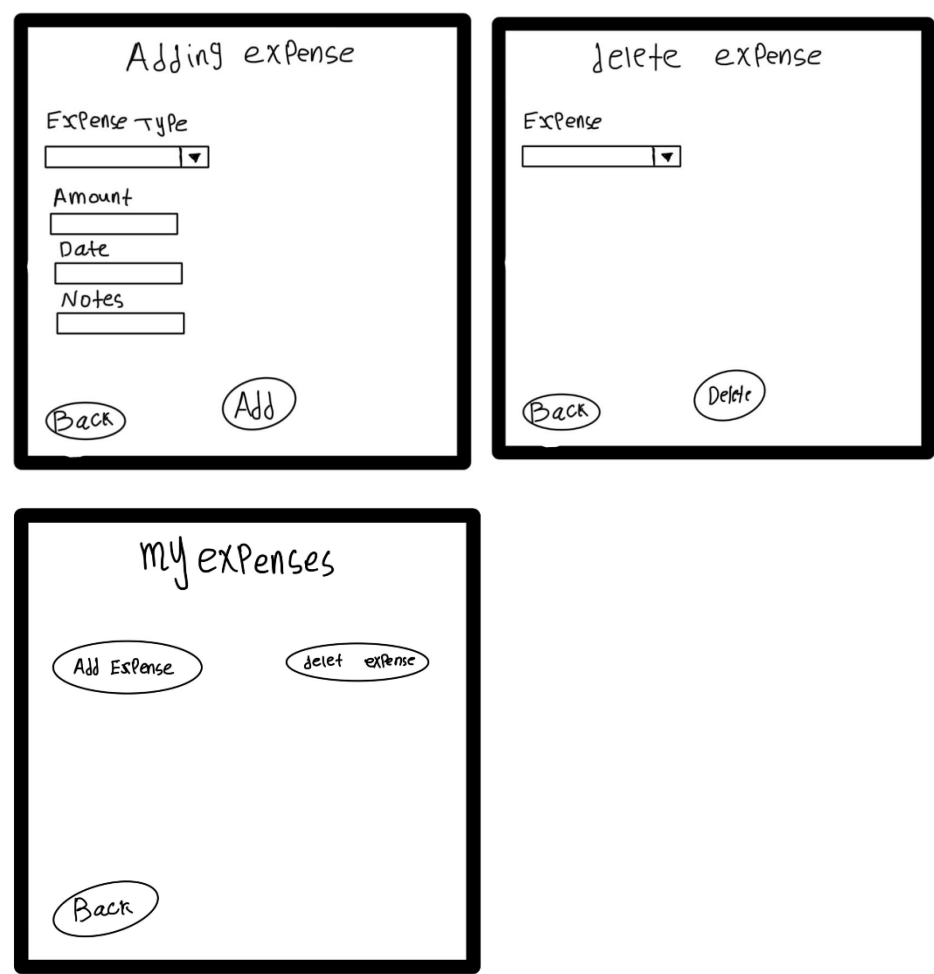 Adding expense
Expense Type
Amount
Date
Notes
Back
Add
delete expense
Expense
Back
Delete
my expenses
Add Expense
delet expense
Back